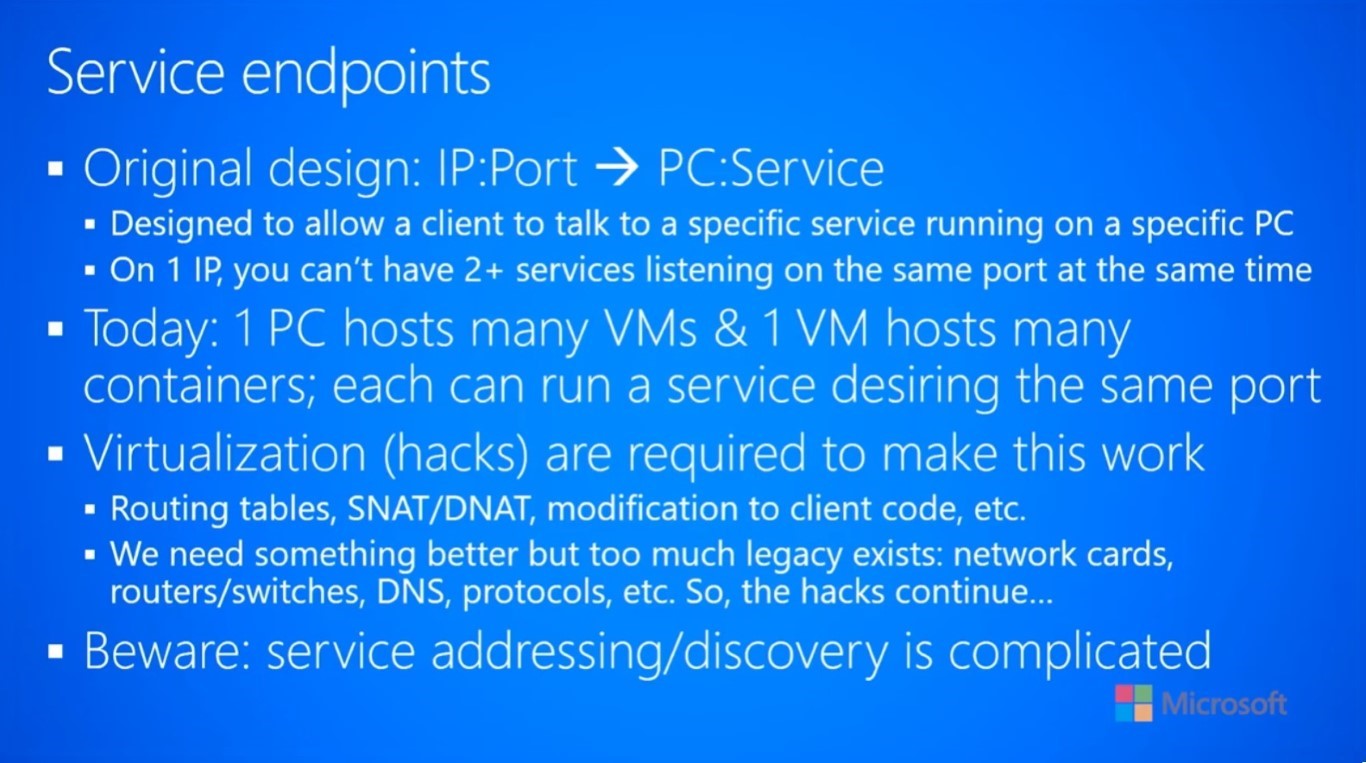 Service endpoints
▪ Original design: IP:Port → PC:Service
▪ Designed to allow a client to talk to a specific service running on a specific PC
▪ On 1 IP, you can’t have 2+ services listening on the same port at the same time
▪ Today: 1 PC hosts many VMs & 1 VM hosts many
containers; each can run a service desiring the same port
▪ Virtualization (hacks) are required to make this work
▪ Routing tables, SNAT/DNAT, modification to client code, etc.
▪ We need something better but too much legacy exists: network cards,
routers/switches, DNS, protocols, etc. So, the hacks continue…
▪ Beware: service addressing/discovery is complicated
Microsoft